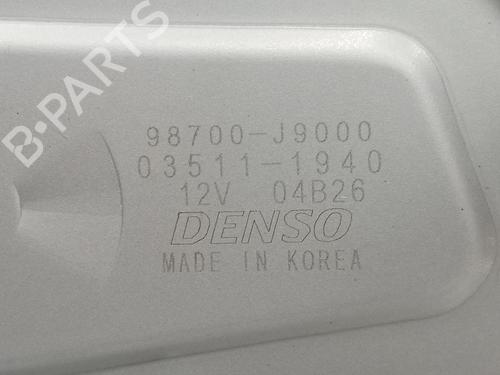 B-PARTS
98700-J9000
03511-1940
12V 04B26
DENSO
MADE IN KOREA